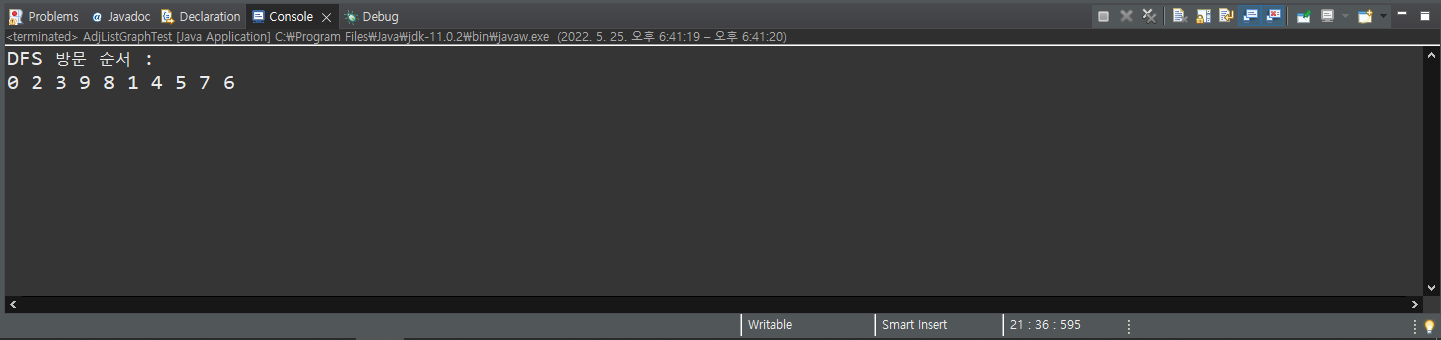 Problems Javadoc Declaration Console Debug
<terminated> AdjListGraphTest [Java Application] C:₩Program Files₩Java₩jdk-11.0.2₩bin₩javaw.exe (2022. 5. 25. 오후 6:41:19 – 오후 6:41:20)
DFS 방문 순서 :
0 2 3 9 8 1 4 5 7 6
Writable Smart Insert 21 : 36 : 595